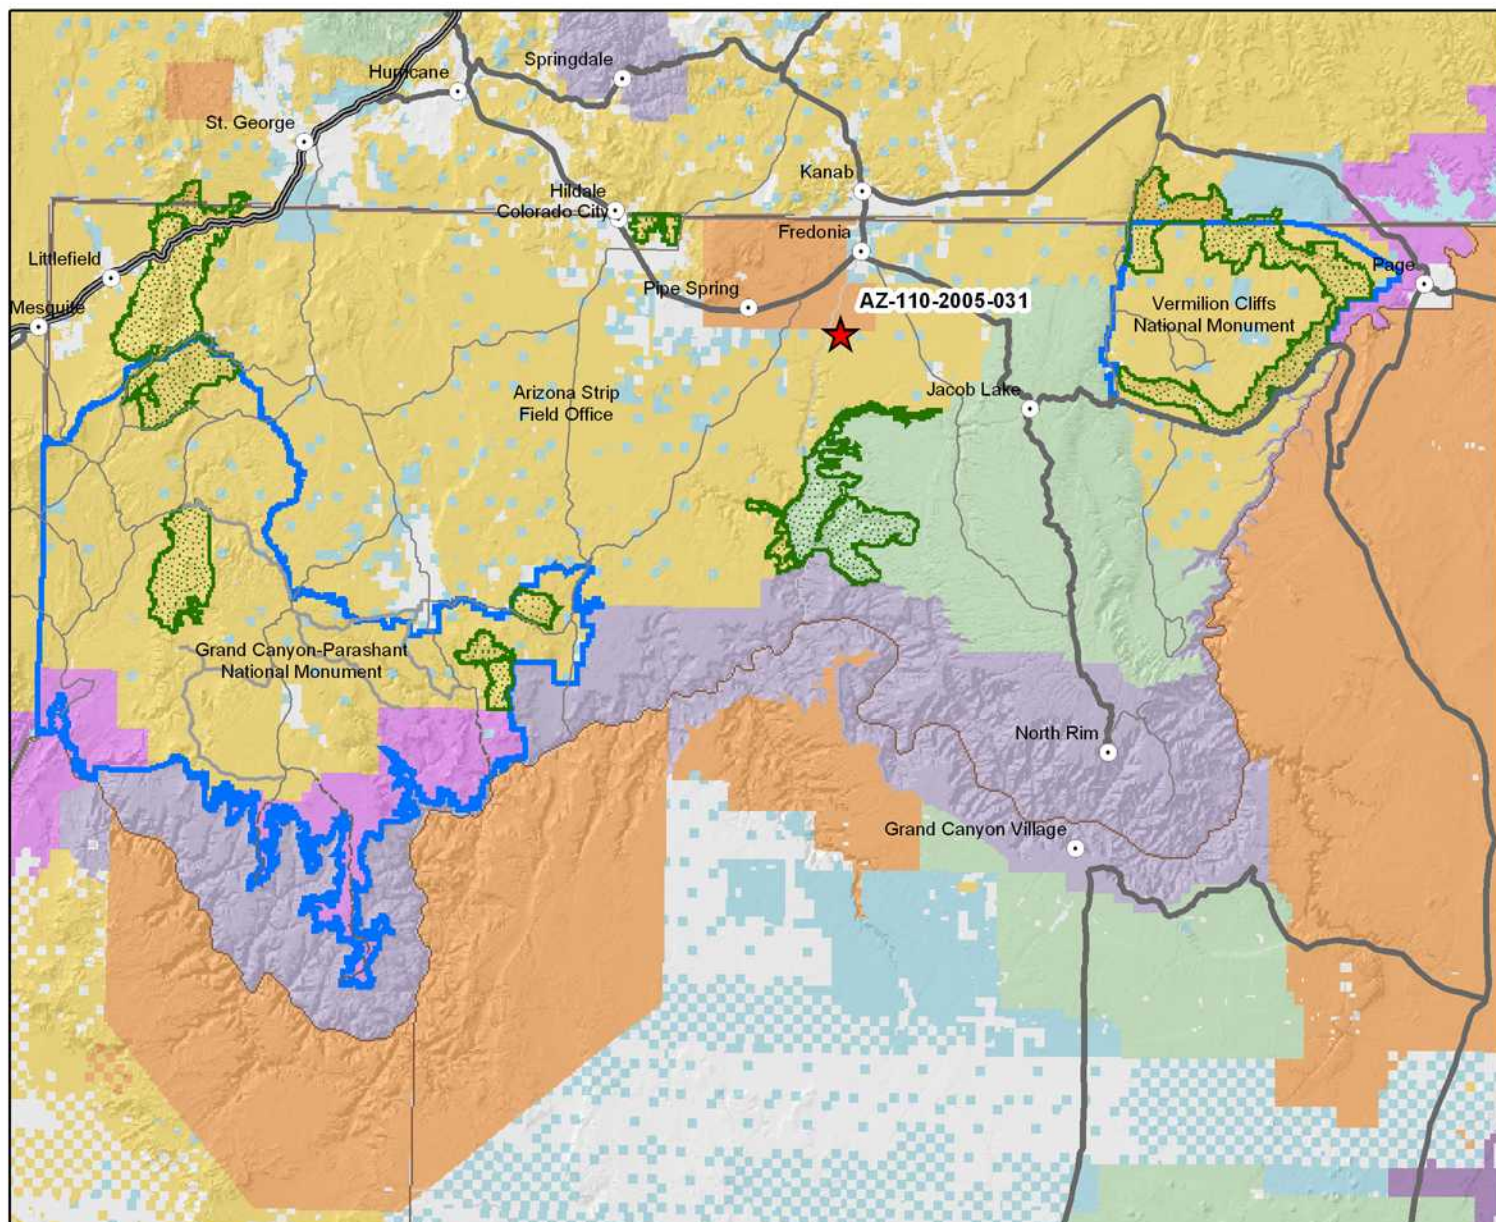 Springdale
Hurricane
St. George
Kanab
Hildale
Colorado City
Fredonia
Littlefield
Page
Pipe Spring
AZ-110-2005-031
Vermilion Cliffs
National Monument
Mesquite
Arizona Strip
Field Office
Jacob Lake
Grand Canyon-Parashant
National Monument
North Rim
Grand Canyon Village